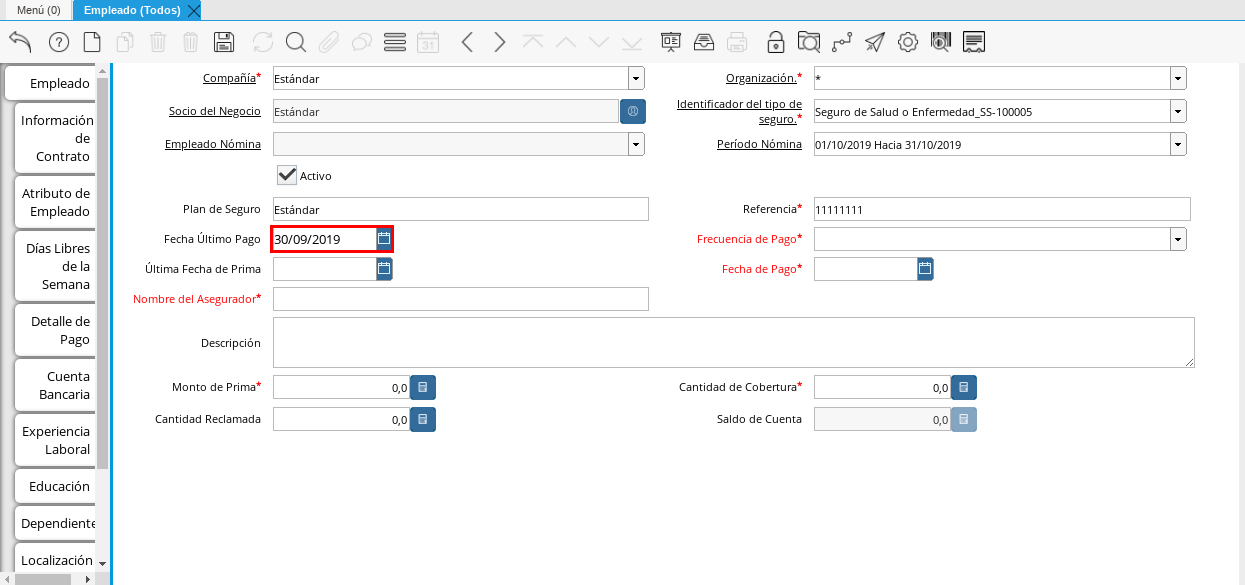 Menú (0)
Empleado (Todos)
31
Empleado
Información
de
Contrato
Atributo de
Empleado
Días Libres
de la
Semana
Detalle de
Pago
Cuenta
Bancaria
Experiencia
Laboral
Educación
Dependiente
Localización
Compañía* Estándar
Organización.* *
Socio del Negocio Estándar
Identificador del tipo de
seguro.* Seguro de Salud o Enfermedad_SS-100005
Empleado Nómina
Período Nómina 01/10/2019 Hacia 31/10/2019
Activo
Plan de Seguro Estándar
Referencia* 11111111
Fecha Último Pago 30/09/2019
Frecuencia de Pago*
Última Fecha de Prima
Fecha de Pago*
Nombre del Asegurador*
Descripción
Monto de Prima* 0,0
Cantidad de Cobertura* 0,0
Cantidad Reclamada 0,0
Saldo de Cuenta 0,0